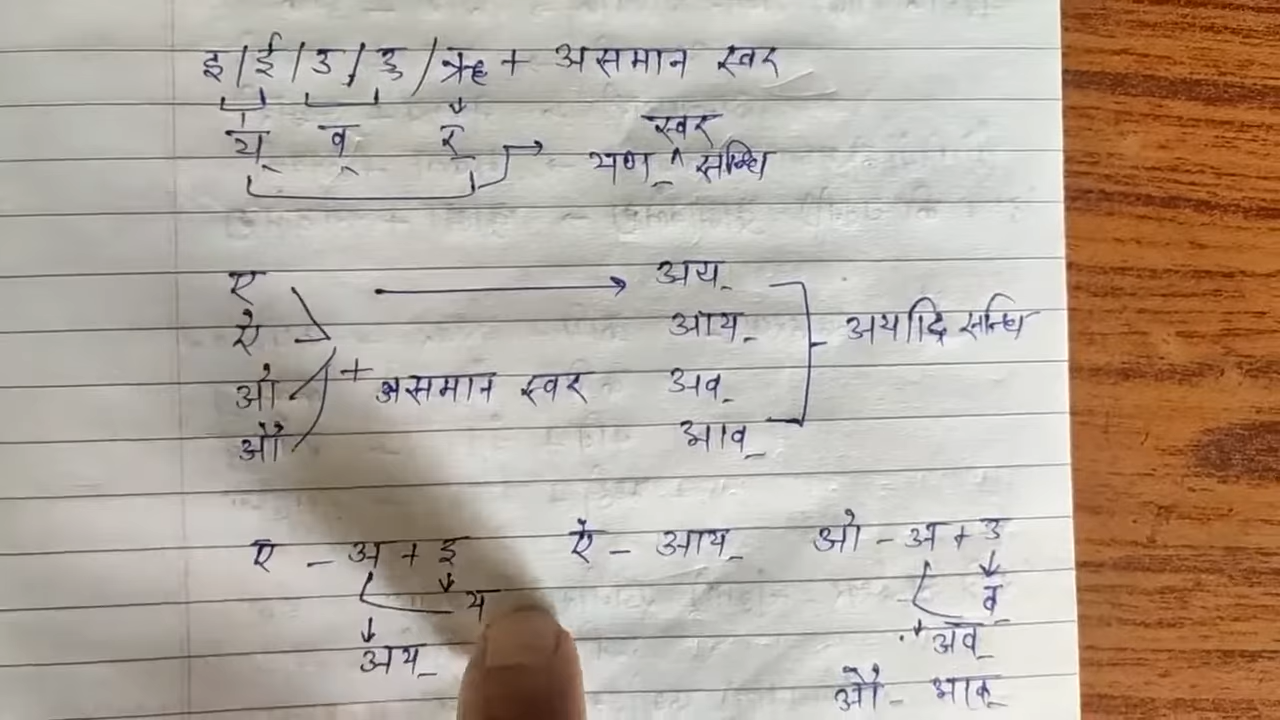 इ / ई / उ / ऊ / ऋ + असमान स्वर
य् व् र् स्वर
यण् ^ सन्धि
ए अय्
ऐ आय् अयादि सन्धि
ओ + असमान स्वर अव्
औ आव्
ए - अ + इ ऐ - आय् ओ - अ + उ
य व
अय् अव्
औ - आव्